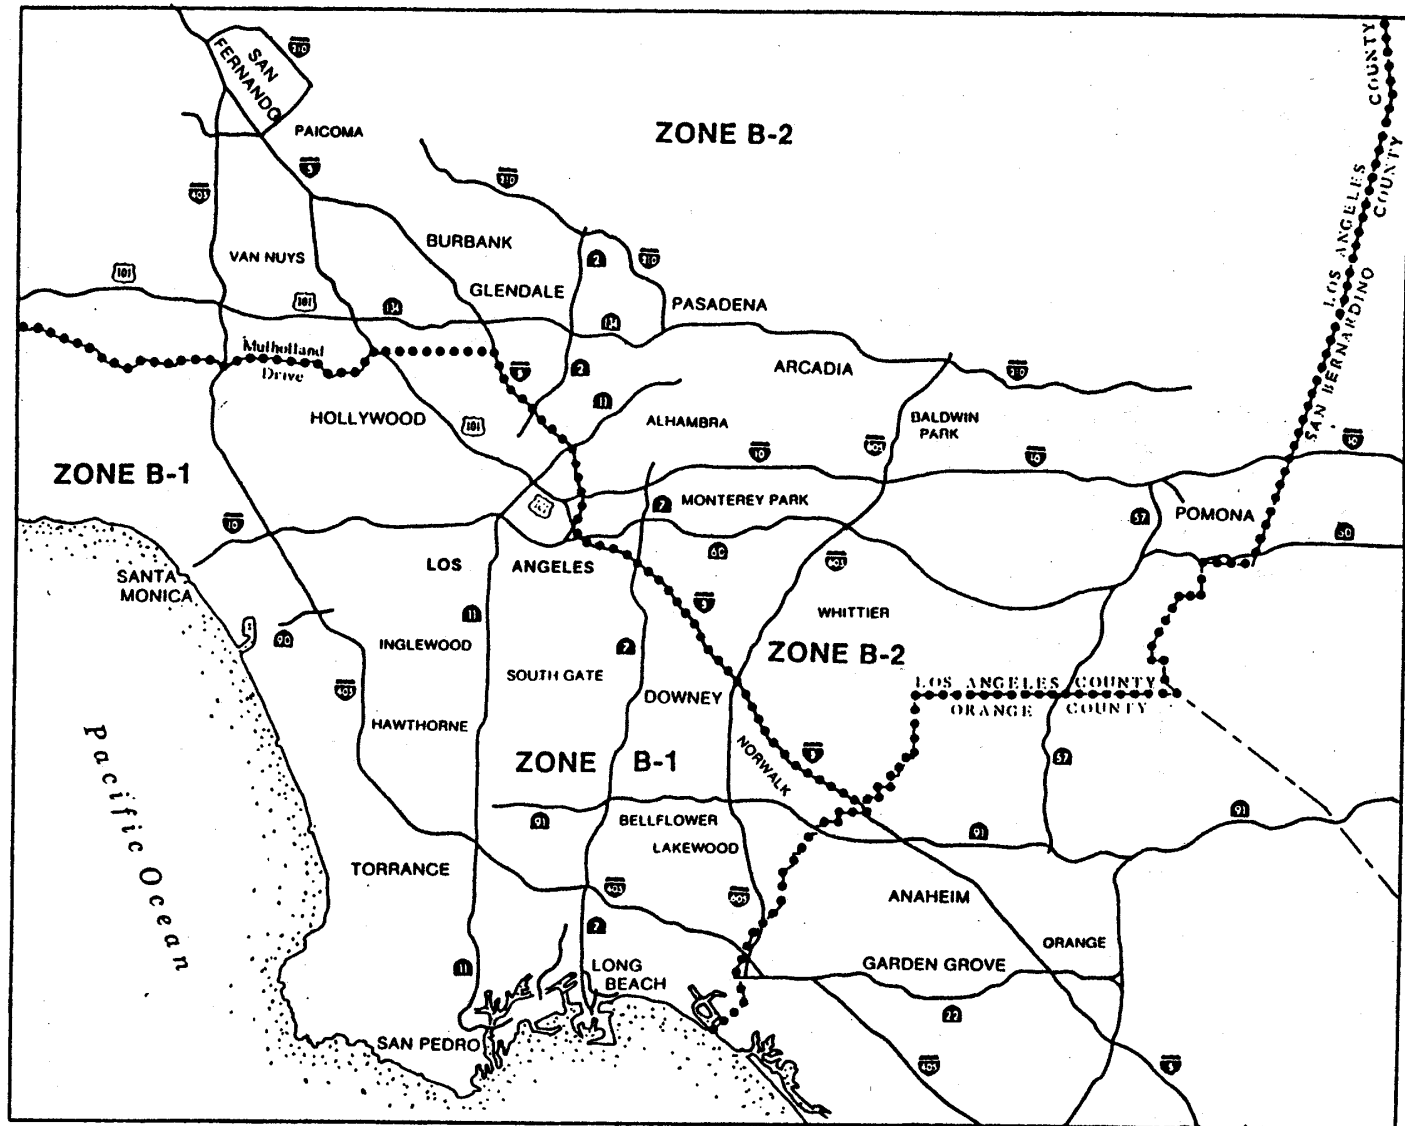 SAN
FERNANDO
210
PAICOMA
ZONE B-2
COUNTY
COUNTY
5
210
405
BURBANK
VAN NUYS
2
210
LOS ANGELES
SAN BERNARDINO
101
101
GLENDALE
134
134
PASADENA
Mulholland
Drive
5
2
ARCADIA
210
11
HOLLYWOOD
101
ALHAMBRA
BALDWIN
PARK
605
10
10
10
ZONE B-1
MONTEREY PARK
7
57
POMONA
10
60
60
LOS ANGELES
605
SANTA
MONICA
5
WHITTIER
11
90
INGLEWOOD
7
ZONE B-2
SOUTH GATE
DOWNEY
LOS ANGELES COUNTY
ORANGE COUNTY
405
HAWTHORNE
Pacific Ocean
NORWALK
5
57
ZONE B-1
91
BELLFLOWER
91
91
LAKEWOOD
TORRANCE
405
605
ANAHEIM
7
ORANGE
11
LONG
BEACH
GARDEN GROVE
22
SAN PEDRO
405
5